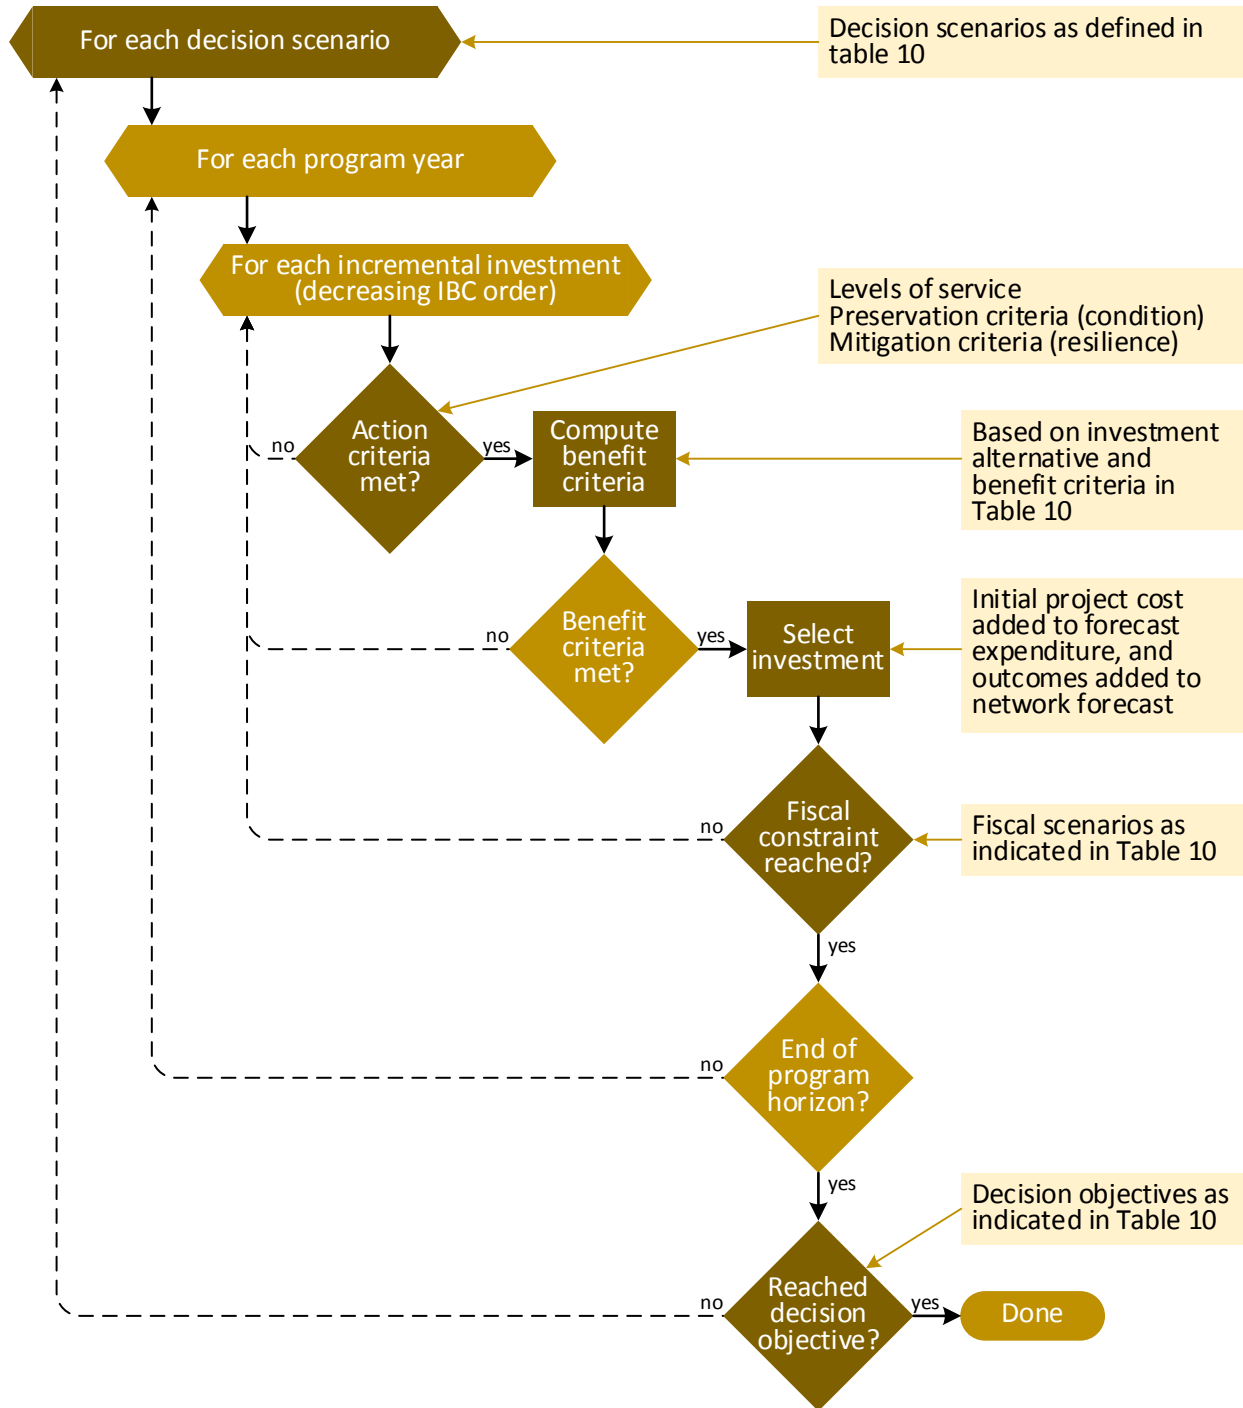 For each decision scenario
Decision scenarios as defined in
table 10
For each program year
For each incremental investment
(decreasing IBC order)
Levels of service
Preservation criteria (condition)
Mitigation criteria (resilience)
Action
criteria
met?
no
yes
Compute
benefit
criteria
Based on investment
alternative and
benefit criteria in
Table 10
Benefit
criteria
met?
no
yes
Select
investment
Initial project cost
added to forecast
expenditure, and
outcomes added to
network forecast
Fiscal
constraint
reached?
no
yes
Fiscal scenarios as
indicated in Table 10
End of
program
horizon?
no
yes
Decision objectives as
indicated in Table 10
Reached
decision
objective?
no
yes
Done